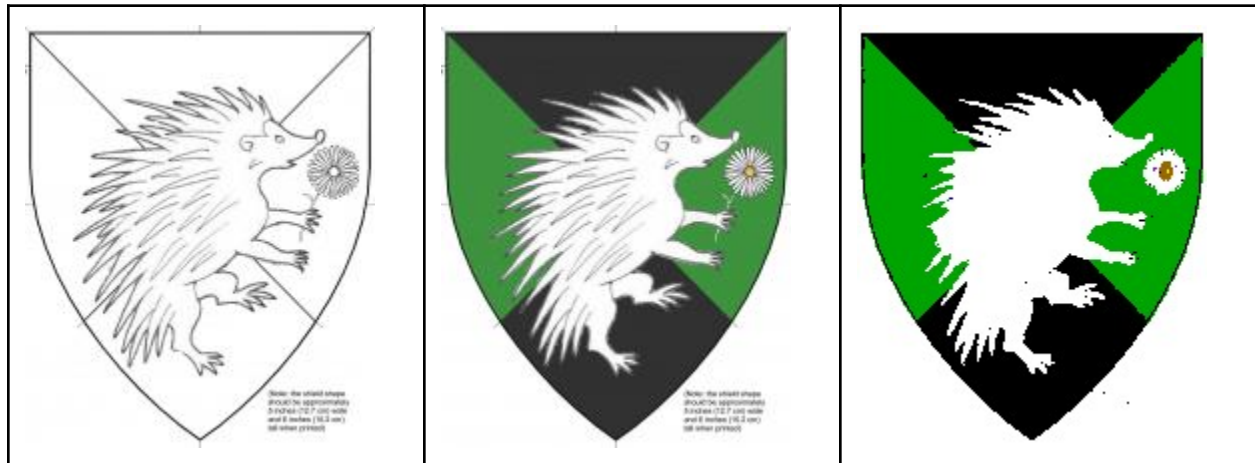 (Note: the shield shape
should be approximately
5 inches (12.7 cm) wide
and 6 inches (15.2 cm)
tall when printed)
(Note: the shield shape
should be approximately
5 inches (12.7 cm) wide
and 6 inches (15.2 cm)
tall when printed)